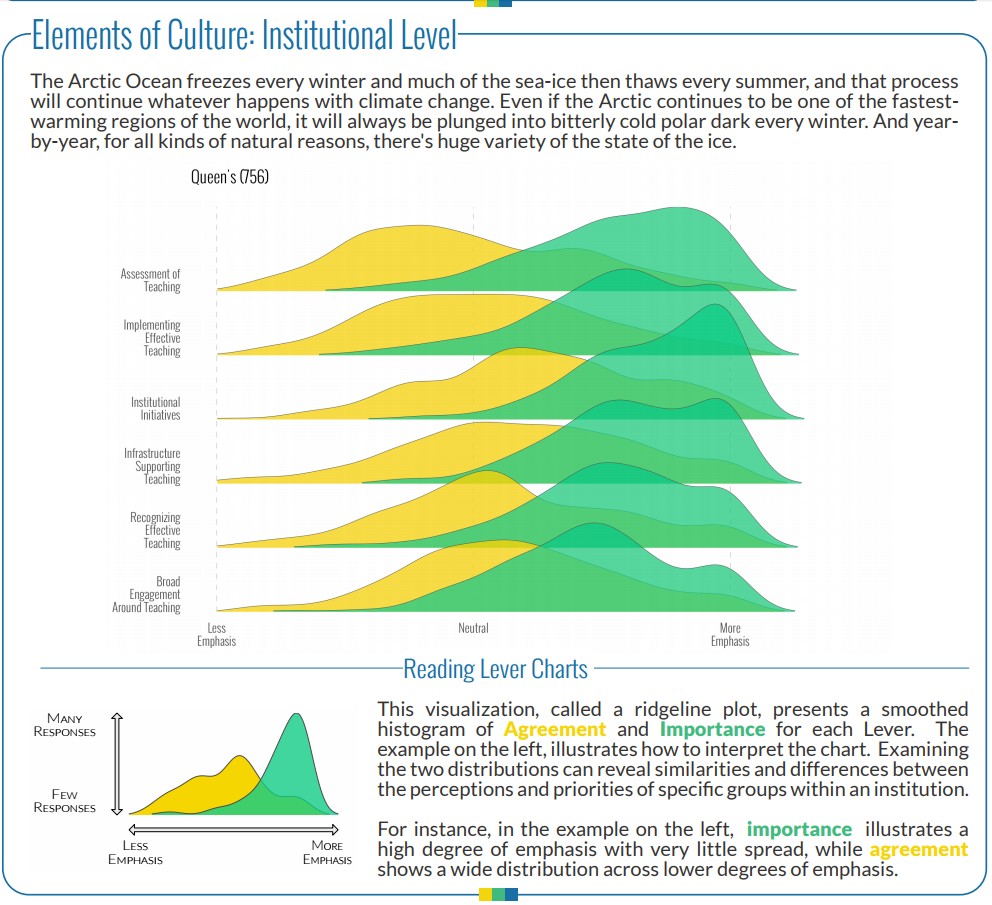 Elements of Culture: Institutional Level
The Arctic Ocean freezes every winter and much of the sea-ice then thaws every summer, and that process
will continue whatever happens with climate change. Even if the Arctic continues to be one of the fastest-
warming regions of the world, it will always be plunged into bitterly cold polar dark every winter. And year-
by-year, for all kinds of natural reasons, there's huge variety of the state of the ice.
Queen's (756)
Assessment of
Teaching
Implementing
Effective
Teaching
Institutional
Initiatives
Infrastructure
Supporting
Teaching
Recognizing
Effective
Teaching
Broad
Engagement
Around Teaching
Less
Emphasis
Neutral
More
Emphasis
Reading Lever Charts
Many
Responses
Few
Responses
Less
Emphasis
More
Emphasis
This visualization, called a ridgeline plot, presents a smoothed
histogram of Agreement and Importance for each Lever. The
example on the left, illustrates how to interpret the chart. Examining
the two distributions can reveal similarities and differences between
the perceptions and priorities of specific groups within an institution.
For instance, in the example on the left, importance illustrates a
high degree of emphasis with very little spread, while agreement
shows a wide distribution across lower degrees of emphasis.